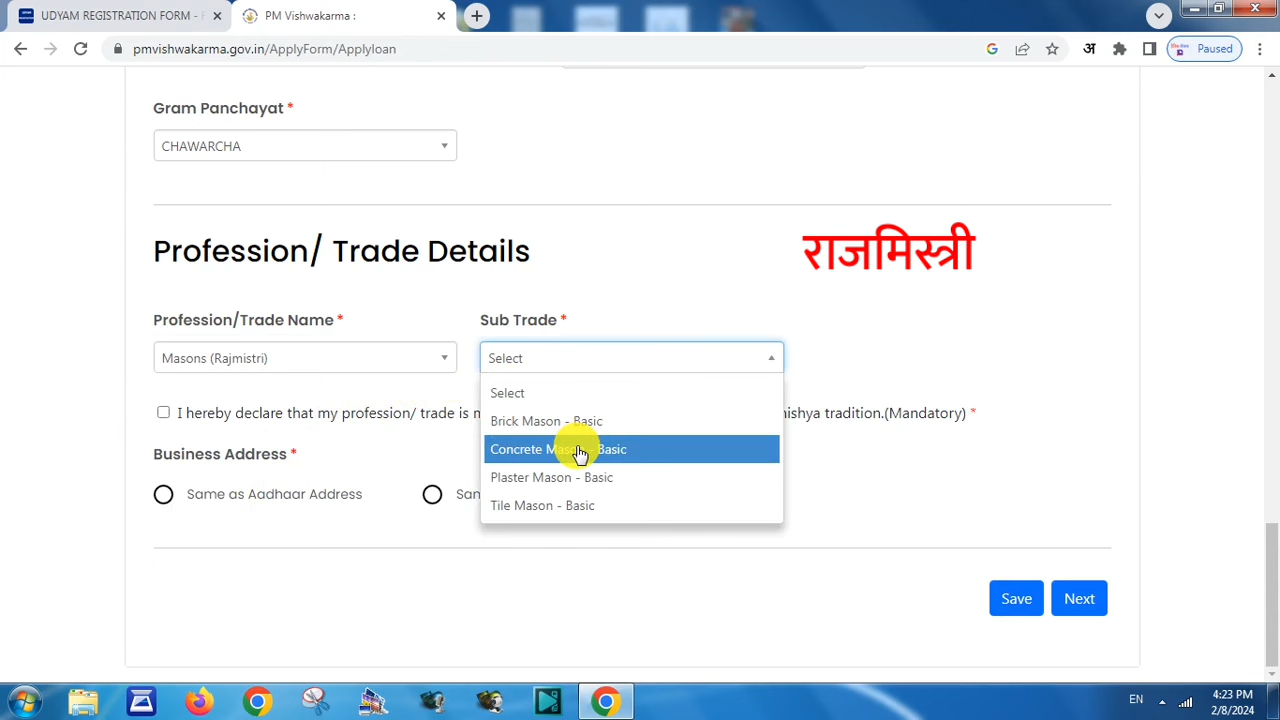 UDYAM REGISTRATION FORM - F
PM Vishwakarma :
pmvishwakarma.gov.in/ApplyForm/Applyloan
अ
Paused
Gram Panchayat *
CHAWARCHA
Profession/ Trade Details
राजमिस्त्री
Profession/Trade Name *
Sub Trade *
Masons (Rajmistri)
Select
Select
Brick Mason - Basic
Concrete Mason - Basic
Plaster Mason - Basic
Tile Mason - Basic
I hereby declare that my profession/ trade is
tradition.(Mandatory) *
Business Address *
Same as Aadhaar Address
Save
Next
EN
4:23 PM
2/8/2024